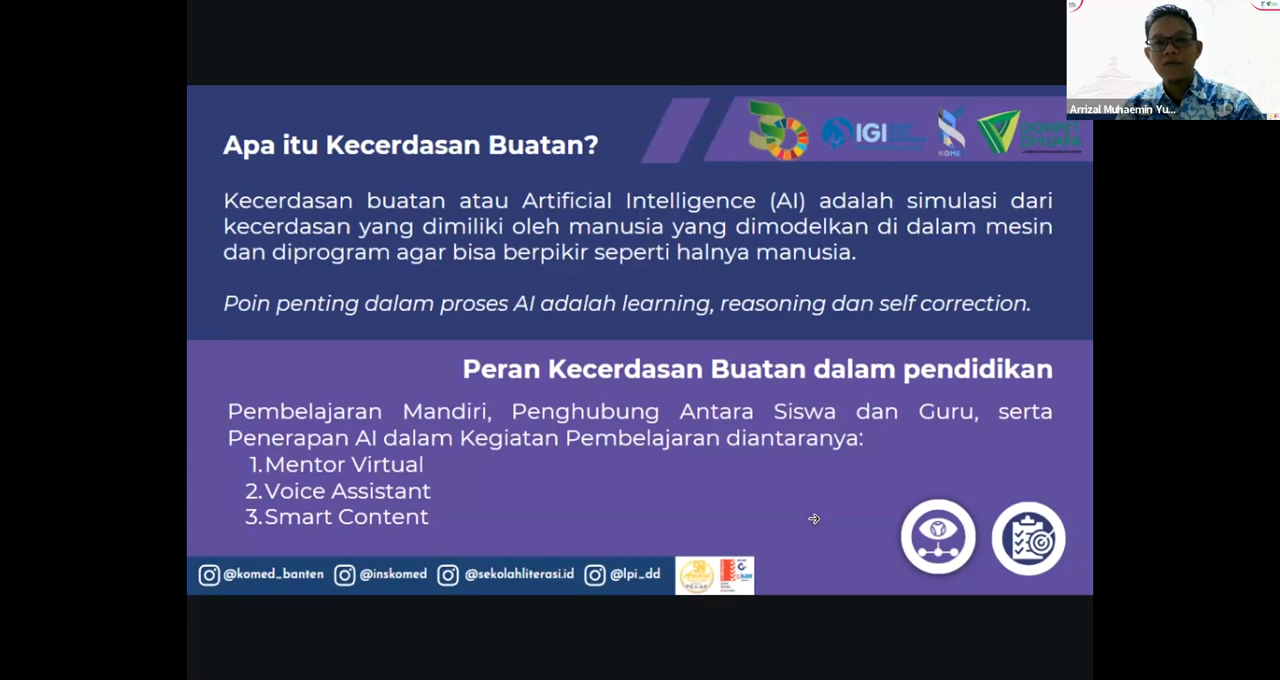 Arrizal Muhaemin Yu...
IGI
KOME
DOMPET
DHUAFA
Apa itu Kecerdasan Buatan?
Kecerdasan buatan atau Artificial Intelligence (AI) adalah simulasi dari
kecerdasan yang dimiliki oleh manusia yang dimodelkan di dalam mesin
dan diprogram agar bisa berpikir seperti halnya manusia.
Poin penting dalam proses AI adalah learning, reasoning dan self correction.
Peran Kecerdasan Buatan dalam pendidikan
Pembelajaran Mandiri, Penghubung Antara Siswa dan Guru, serta
Penerapan AI dalam Kegiatan Pembelajaran diantaranya:
1.Mentor Virtual
2.Voice Assistant
3.Smart Content
@komed_banten @inskomed @sekolahliterasi.id @lpi_dd